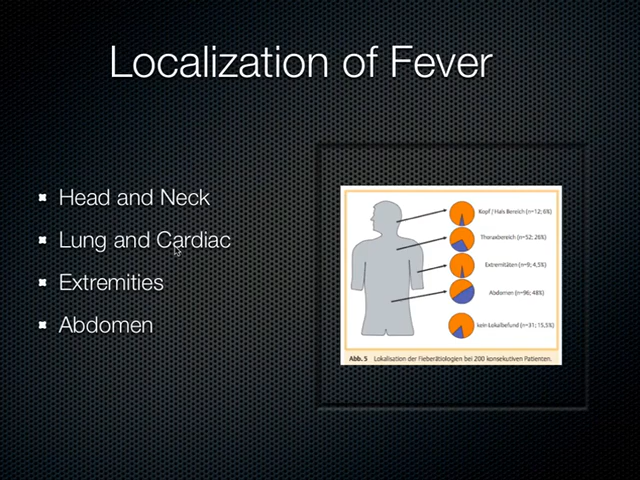 Localization of Fever
Head and Neck
Lung and Cardiac
Extremities
Abdomen
Kopf / Hals Bereich (n=12; 6%)
Thoraxbereich (n=52; 26%)
Extremitäten (n=9; 4,5%)
Abdomen (n=96; 48%)
kein Lokalbefund (n=31; 15,5%)
Abb. 5 Lokalisation der Fieberätiologien bei 200 konsekutiven Patienten.